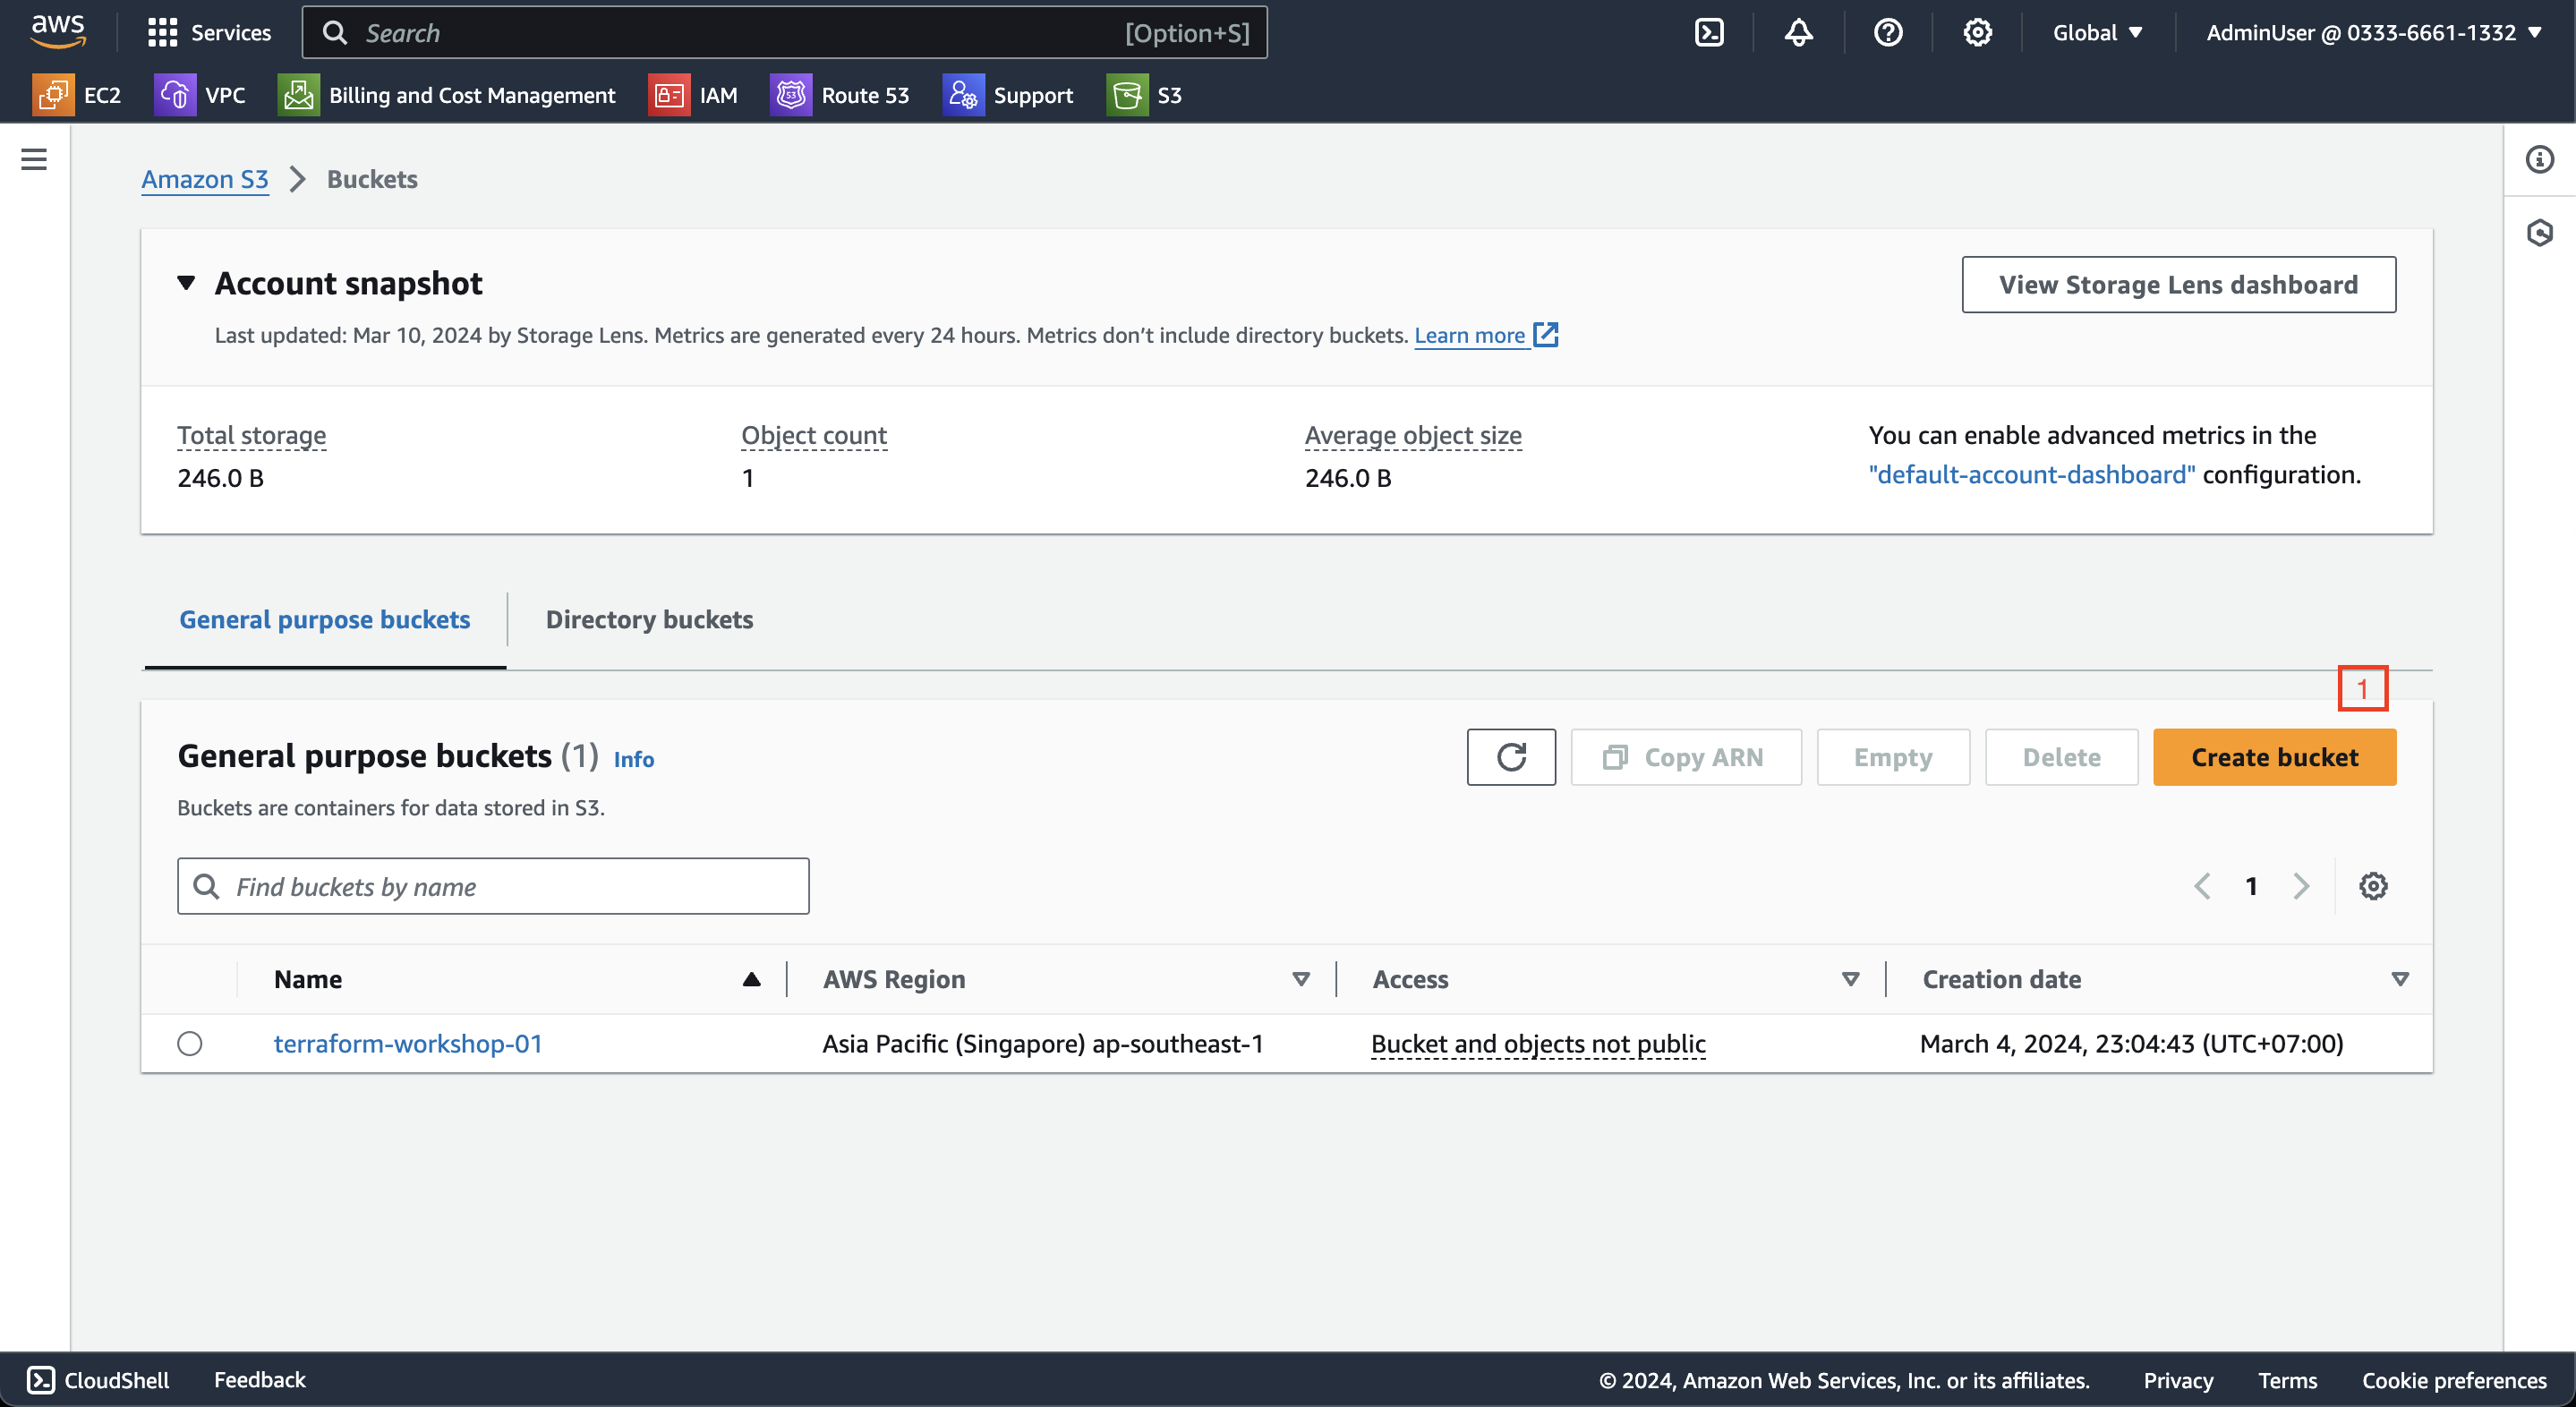 aws
Services
Search
[Option+S]
Global
AdminUser @ 0333-6661-1332
EC2
VPC
Billing and Cost Management
IAM
53
Route 53
Support
S3
Amazon S3
Buckets
Account snapshot
View Storage Lens dashboard
Last updated: Mar 10, 2024 by Storage Lens. Metrics are generated every 24 hours. Metrics don’t include directory buckets. Learn more
Total storage
246.0 B
Object count
1
Average object size
246.0 B
You can enable advanced metrics in the
"default-account-dashboard" configuration.
General purpose buckets
Directory buckets
1
General purpose buckets (1) Info
Copy ARN
Empty
Delete
Create bucket
Buckets are containers for data stored in S3.
Find buckets by name
1
Name
AWS Region
Access
Creation date
terraform-workshop-01
Asia Pacific (Singapore) ap-southeast-1
Bucket and objects not public
March 4, 2024, 23:04:43 (UTC+07:00)
CloudShell
Feedback
© 2024, Amazon Web Services, Inc. or its affiliates.
Privacy
Terms
Cookie preferences